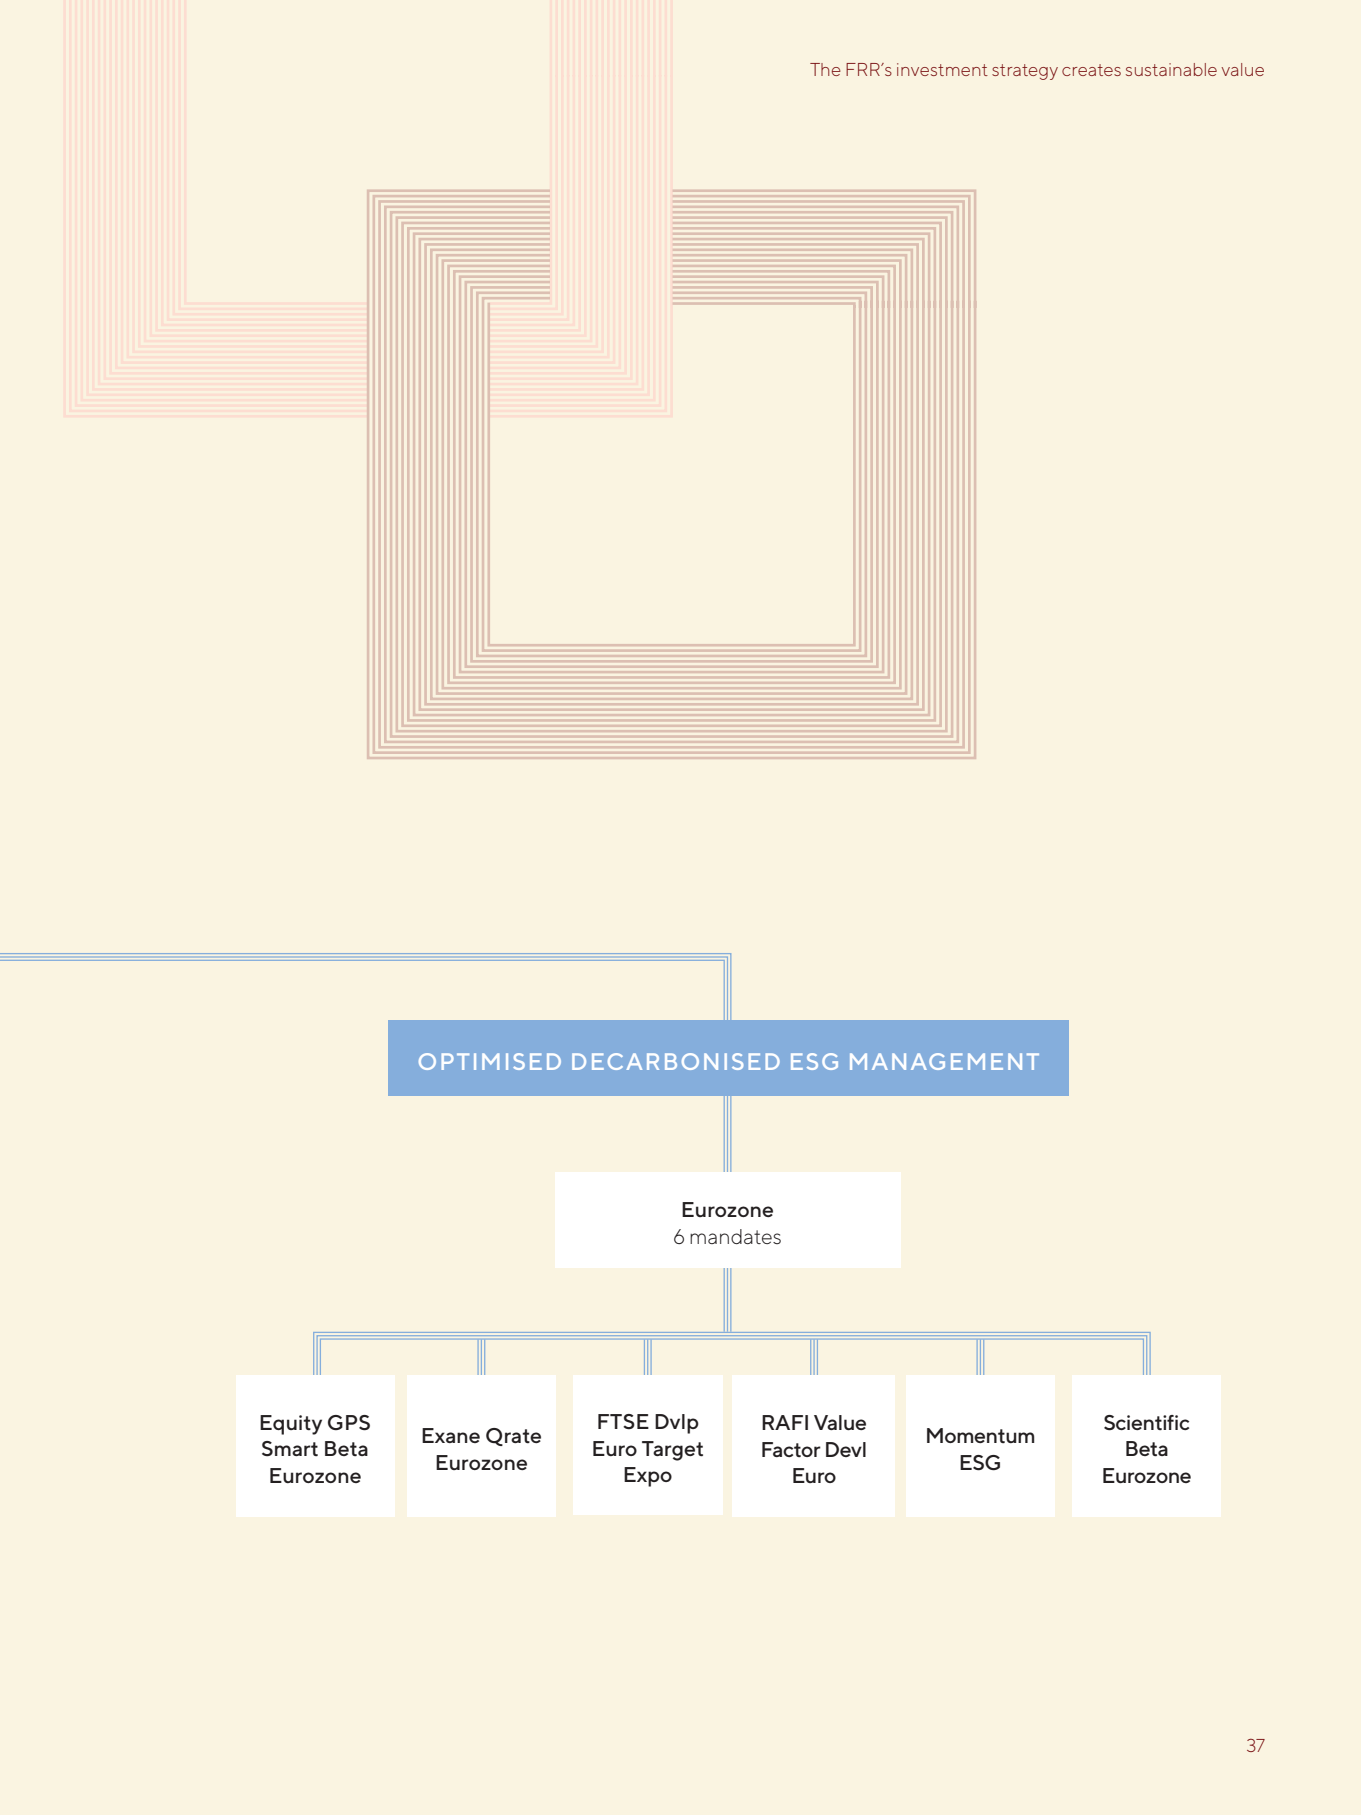 The FRR's investment strategy creates sustainable value
OPTIMISED DECARBONISED ESG MANAGEMENT
Eurozone
6 mandates
Equity GPS
Smart Beta
Eurozone
Exane Qrate
Eurozone
FTSE Dvlp
Euro Target
Expo
RAFI Value
Factor Devl
Euro
Momentum
ESG
Scientific
Beta
Eurozone
37